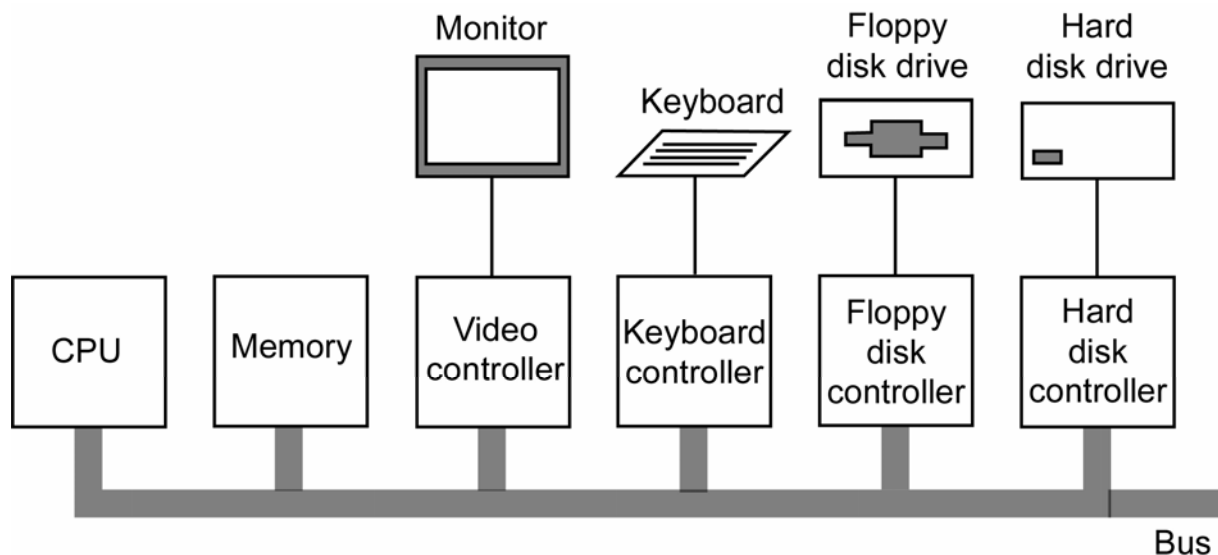 Monitor
Keyboard
Floppy
disk drive
Hard
disk drive
CPU
Memory
Video
controller
Keyboard
controller
Floppy
disk
controller
Hard
disk
controller
Bus